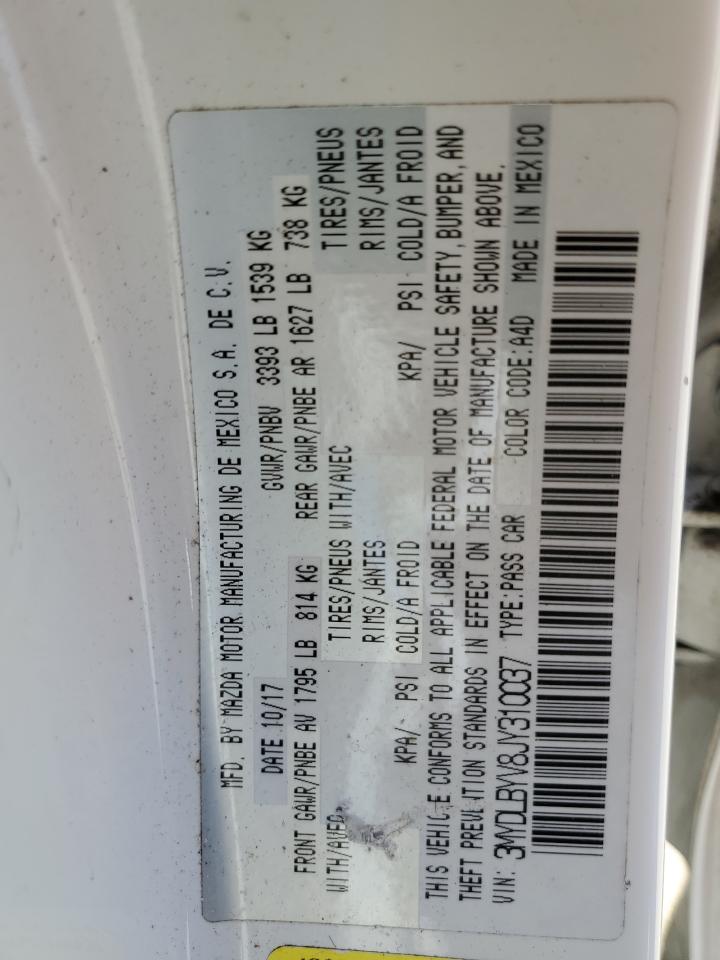 MFD. BY MAZDA MOTOR MANUFACTURING DE MEXICO S.A. DE C.V.
DATE 10/17 GVWR/PNBV 3393 LB 1539 KG
FRONT GAWR/PNBE AV 1795 LB 814 KG REAR GAWR/PNBE AR 1627 LB 738 KG
WITH/AVEC TIRES/PNEUS WITH/AVEC TIRES/PNEUS
RIMS/JANTES RIMS/JANTES
KPA/ PSI COLD/A FROID KPA/ PSI COLD/A FROID
THIS VEHICLE CONFORMS TO ALL APPLICABLE FEDERAL MOTOR VEHICLE SAFETY, BUMPER, AND
THEFT PREVENTION STANDARDS IN EFFECT ON THE DATE OF MANUFACTURE SHOWN ABOVE.
VIN: 3MYDLBYV8JY310037 TYPE:PASS CAR COLOR CODE:A4D MADE IN MEXICO